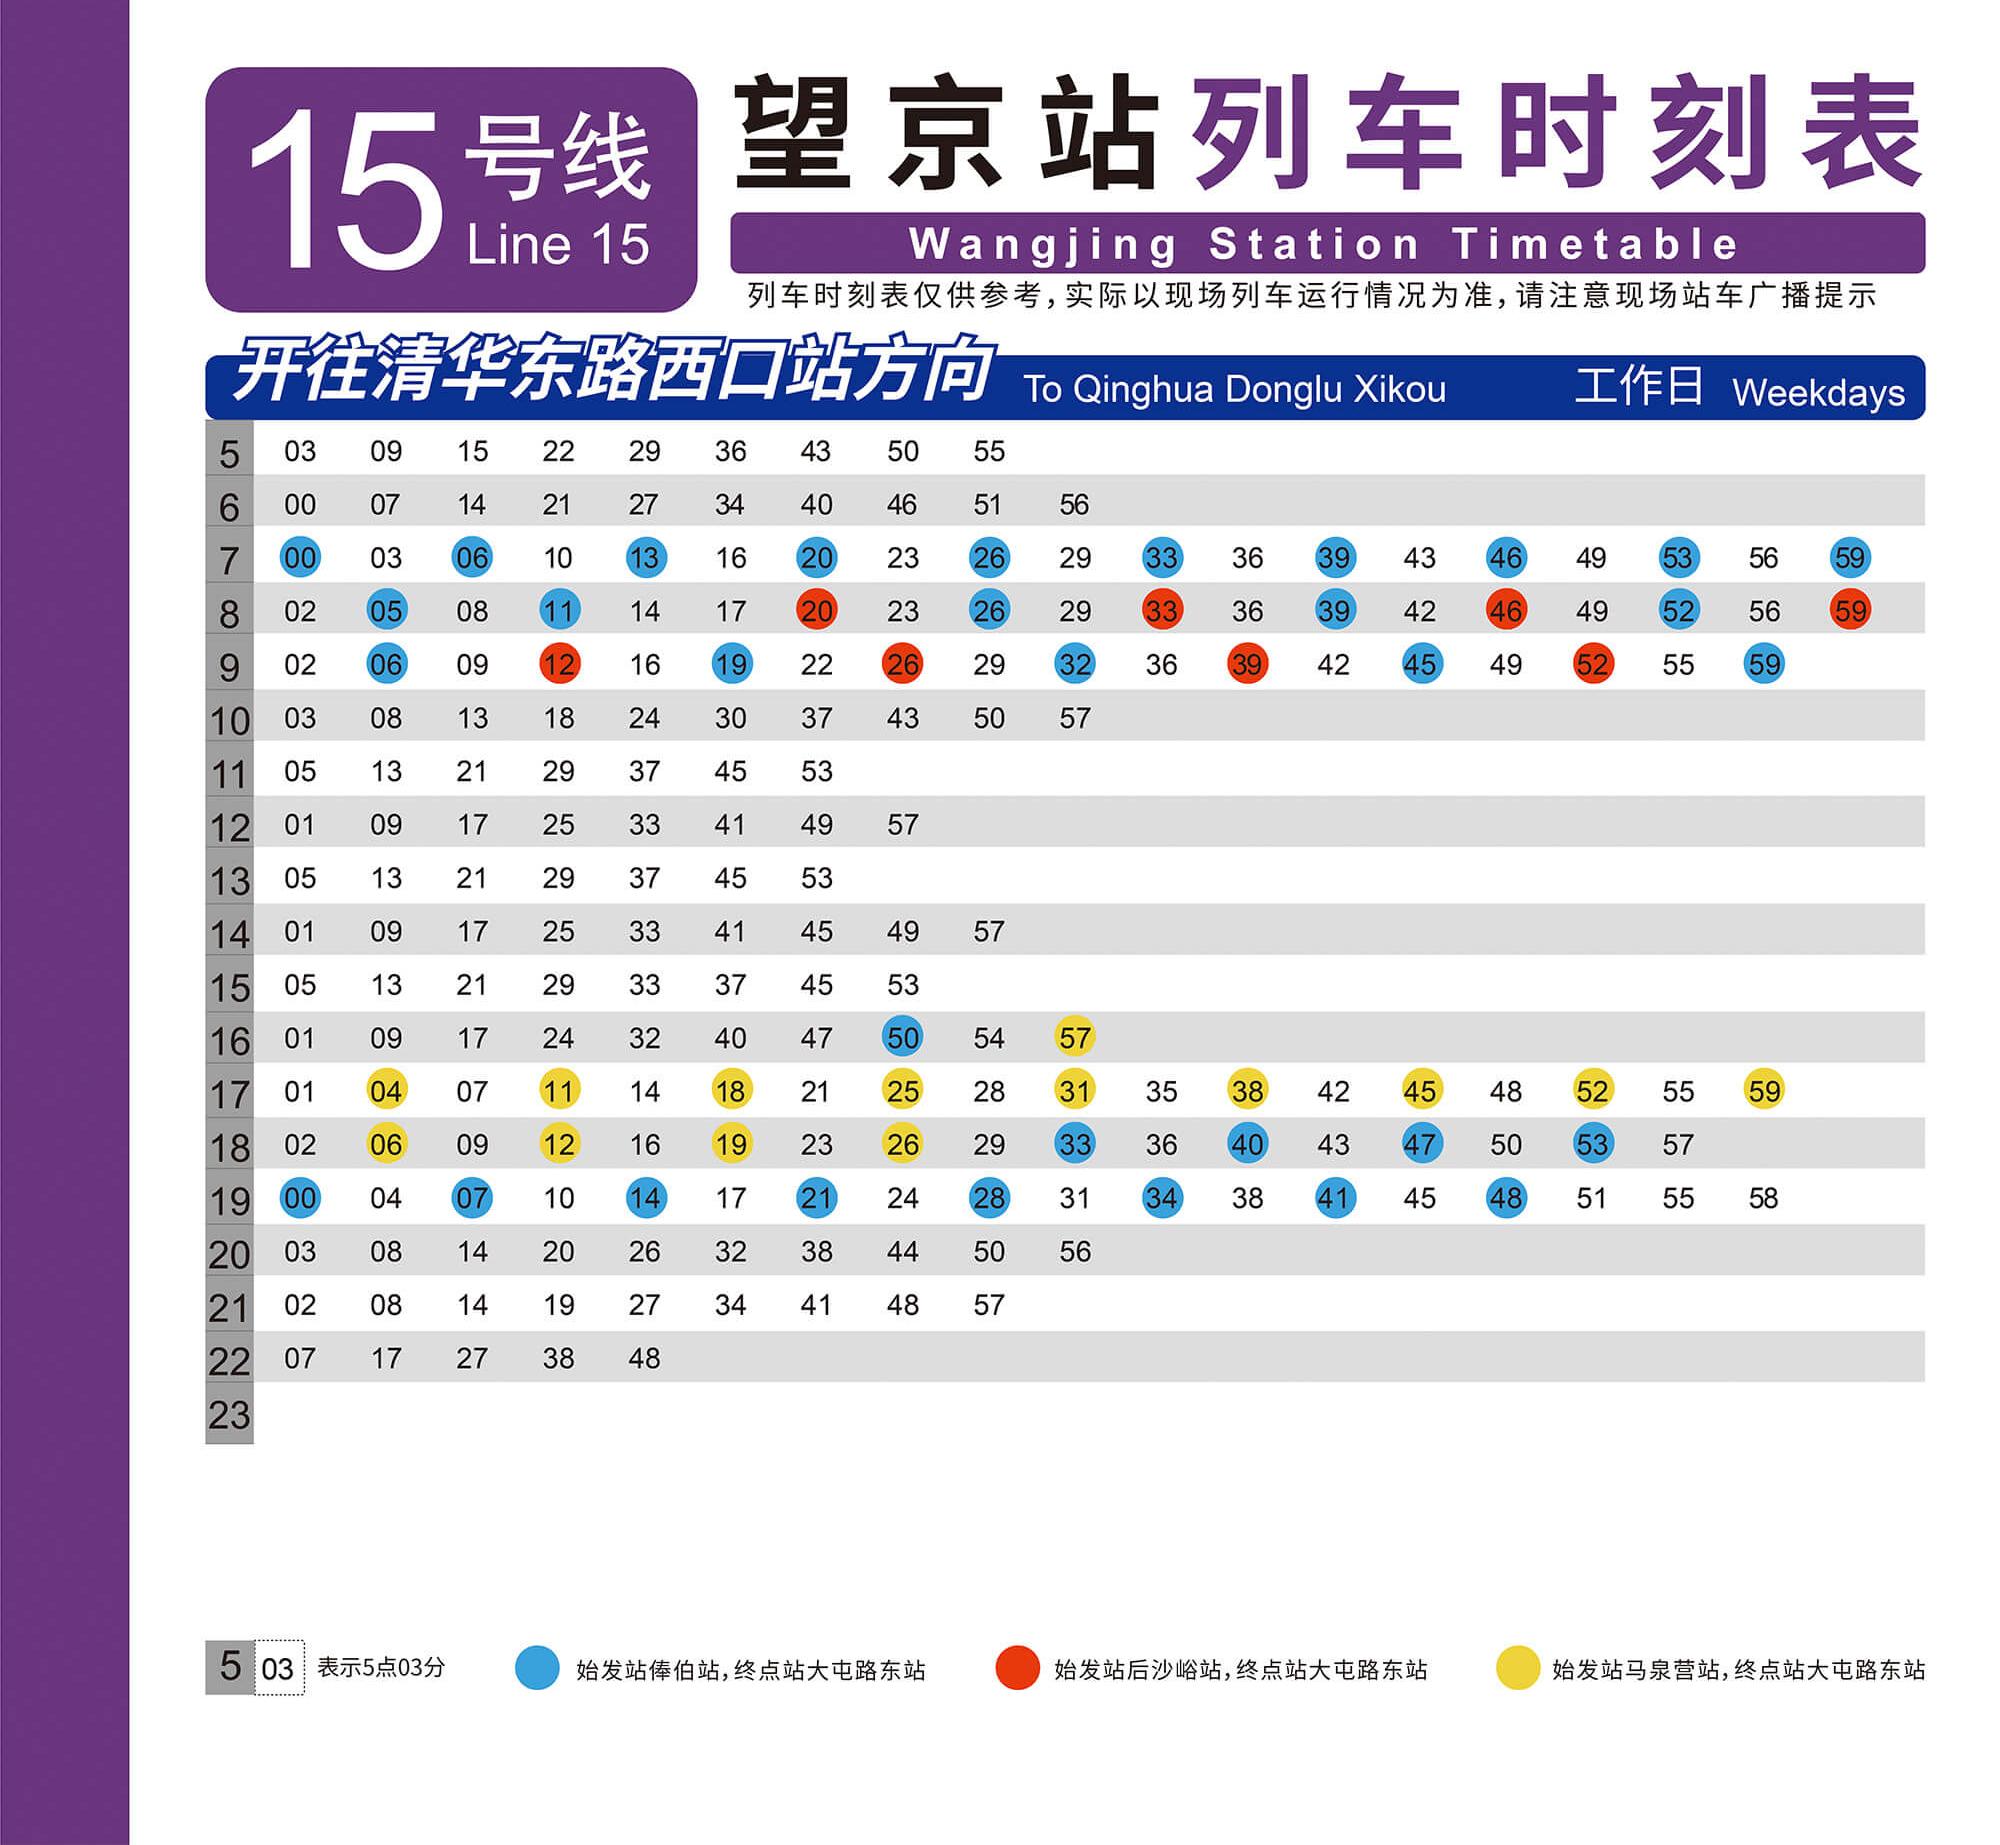 15号线
Line 15
望京站列车时刻表
Wangjing Station Timetable
列车时刻表仅供参考,实际以现场列车运行情况为准,请注意现场站车广播提示
开往清华东路西口站方向 To Qinghua Donglu Xikou 工作日 Weekdays
5 03 09 15 22 29 36 43 50 55
6 00 07 14 21 27 34 40 46 51 56
7 00 03 06 10 13 16 20 23 26 29 33 36 39 43 46 49 53 56 59
8 02 05 08 11 14 17 20 23 26 29 33 36 39 42 46 49 52 56 59
9 02 06 09 12 16 19 22 26 29 32 36 39 42 45 49 52 55 59
10 03 08 13 18 24 30 37 43 50 57
11 05 13 21 29 37 45 53
12 01 09 17 25 33 41 49 57
13 05 13 21 29 37 45 53
14 01 09 17 25 33 41 45 49 57
15 05 13 21 29 33 37 45 53
16 01 09 17 24 32 40 47 50 54 57
17 01 04 07 11 14 18 21 25 28 31 35 38 42 45 48 52 55 59
18 02 06 09 12 16 19 23 26 29 33 36 40 43 47 50 53 57
19 00 04 07 10 14 17 21 24 28 31 34 38 41 45 48 51 55 58
20 03 08 14 20 26 32 38 44 50 56
21 02 08 14 19 27 34 41 48 57
22 07 17 27 38 48
23
5 03 表示5点03分 始发站俸伯站,终点站大屯路东站 始发站后沙峪站,终点站大屯路东站 始发站马泉营站,终点站大屯路东站